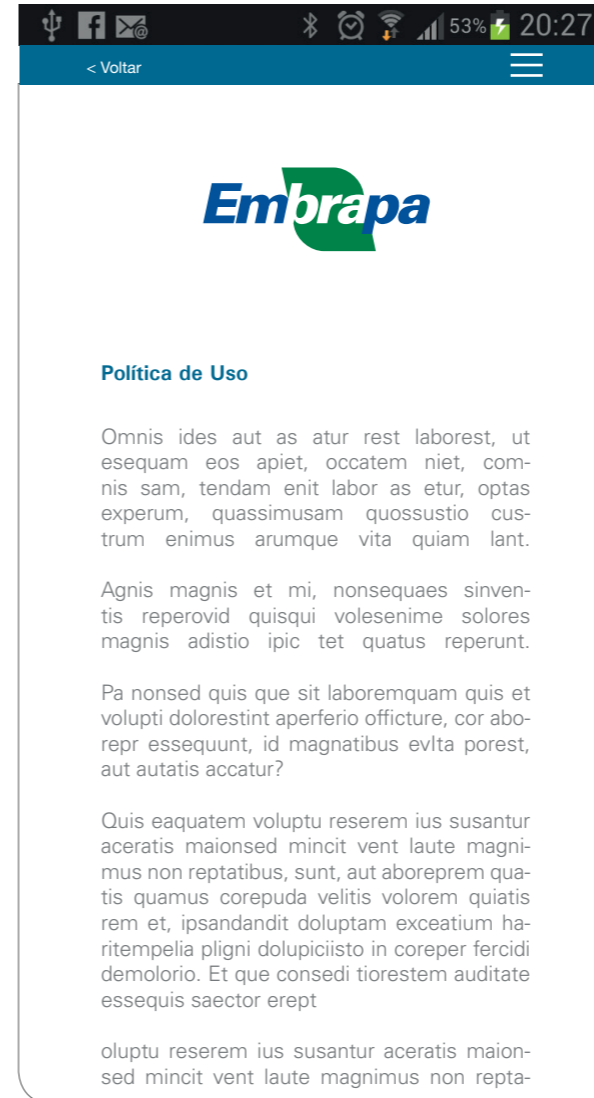 53% 20:27
< Voltar
Embrapa
Política de Uso
Omnis ides aut as atur rest laborest, ut
esequam eos apiet, occatem niet, com-
nis sam, tendam enit labor as etur, optas
experum, quassimusam quossustio cus-
trum enimus arumque vita quiam lant.
Agnis magnis et mi, nonsequaes sinven-
tis reperovid quisqui volesenime solores
magnis adistio ipic tet quatus reperunt.
Pa nonsed quis que sit laboremquam quis et
volupti dolorestint aperferio officture, cor abo-
repr essequunt, id magnatibus evIta porest,
aut autatis accatur?
Quis eaquatem voluptu reserem ius susantur
aceratis maionsed mincit vent laute magni-
mus non reptatibus, sunt, aut aboreprem qua-
tis quamus corepuda velitis volorem quiatis
rem et, ipsandandit doluptam exceatium ha-
ritempelia pligni dolupiciisto in coreper fercidi
demolorio. Et que consedi tiorestem auditate
essequis saector erept
oluptu reserem ius susantur aceratis maion-
sed mincit vent laute magnimus non repta-